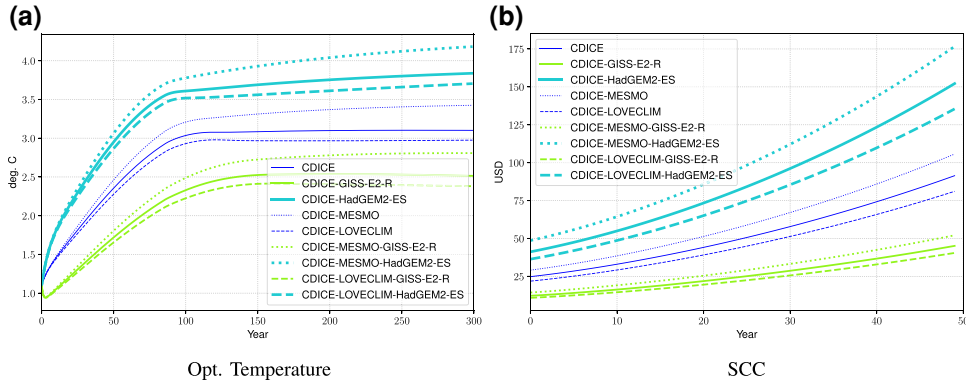 (a)
deg. C
4.0
3.5
3.0
2.5
2.0
1.5
1.0
0
50
100
150
200
250
300
Year
CDICE
CDICE-GISS-E2-R
CDICE-HadGEM2-ES
CDICE-MESMO
CDICE-LOVECLIM
CDICE-MESMO-GISS-E2-R
CDICE-MESMO-HadGEM2-ES
CDICE-LOVECLIM-GISS-E2-R
CDICE-LOVECLIM-HadGEM2-ES
Opt. Temperature
(b)
USD
175
150
125
100
75
50
25
0
10
20
30
40
50
Year
CDICE
CDICE-GISS-E2-R
CDICE-HadGEM2-ES
CDICE-MESMO
CDICE-LOVECLIM
CDICE-MESMO-GISS-E2-R
CDICE-MESMO-HadGEM2-ES
CDICE-LOVECLIM-GISS-E2-R
CDICE-LOVECLIM-HadGEM2-ES
SCC